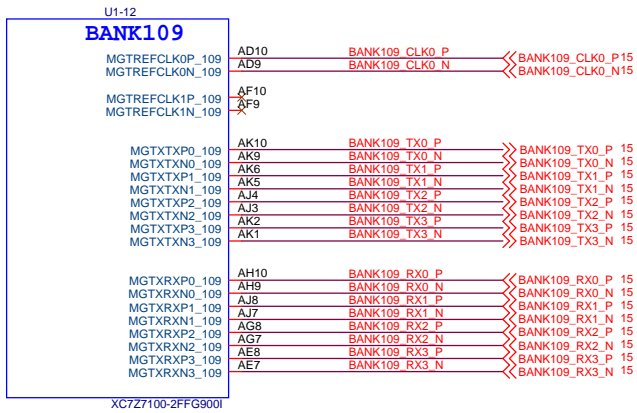 U1-12
BANK109
MGTREFCLK0P_109 AD10 BANK109_CLK0_P BANK109_CLK0_P 15
MGTREFCLK0N_109 AD9 BANK109_CLK0_N BANK109_CLK0_N 15
MGTREFCLK1P_109 AF10
MGTREFCLK1N_109 AF9
MGTXTXP0_109 AK10 BANK109_TX0_P BANK109_TX0_P 15
MGTXTXN0_109 AK9 BANK109_TX0_N BANK109_TX0_N 15
MGTXTXP1_109 AK6 BANK109_TX1_P BANK109_TX1_P 15
MGTXTXN1_109 AK5 BANK109_TX1_N BANK109_TX1_N 15
MGTXTXP2_109 AJ4 BANK109_TX2_P BANK109_TX2_P 15
MGTXTXN2_109 AJ3 BANK109_TX2_N BANK109_TX2_N 15
MGTXTXP3_109 AK2 BANK109_TX3_P BANK109_TX3_P 15
MGTXTXN3_109 AK1 BANK109_TX3_N BANK109_TX3_N 15
MGTXRXP0_109 AH10 BANK109_RX0_P BANK109_RX0_P 15
MGTXRXN0_109 AH9 BANK109_RX0_N BANK109_RX0_N 15
MGTXRXP1_109 AJ8 BANK109_RX1_P BANK109_RX1_P 15
MGTXRXN1_109 AJ7 BANK109_RX1_N BANK109_RX1_N 15
MGTXRXP2_109 AG8 BANK109_RX2_P BANK109_RX2_P 15
MGTXRXN2_109 AG7 BANK109_RX2_N BANK109_RX2_N 15
MGTXRXP3_109 AE8 BANK109_RX3_P BANK109_RX3_P 15
MGTXRXN3_109 AE7 BANK109_RX3_N BANK109_RX3_N 15
XC7Z7100-2FFG900I